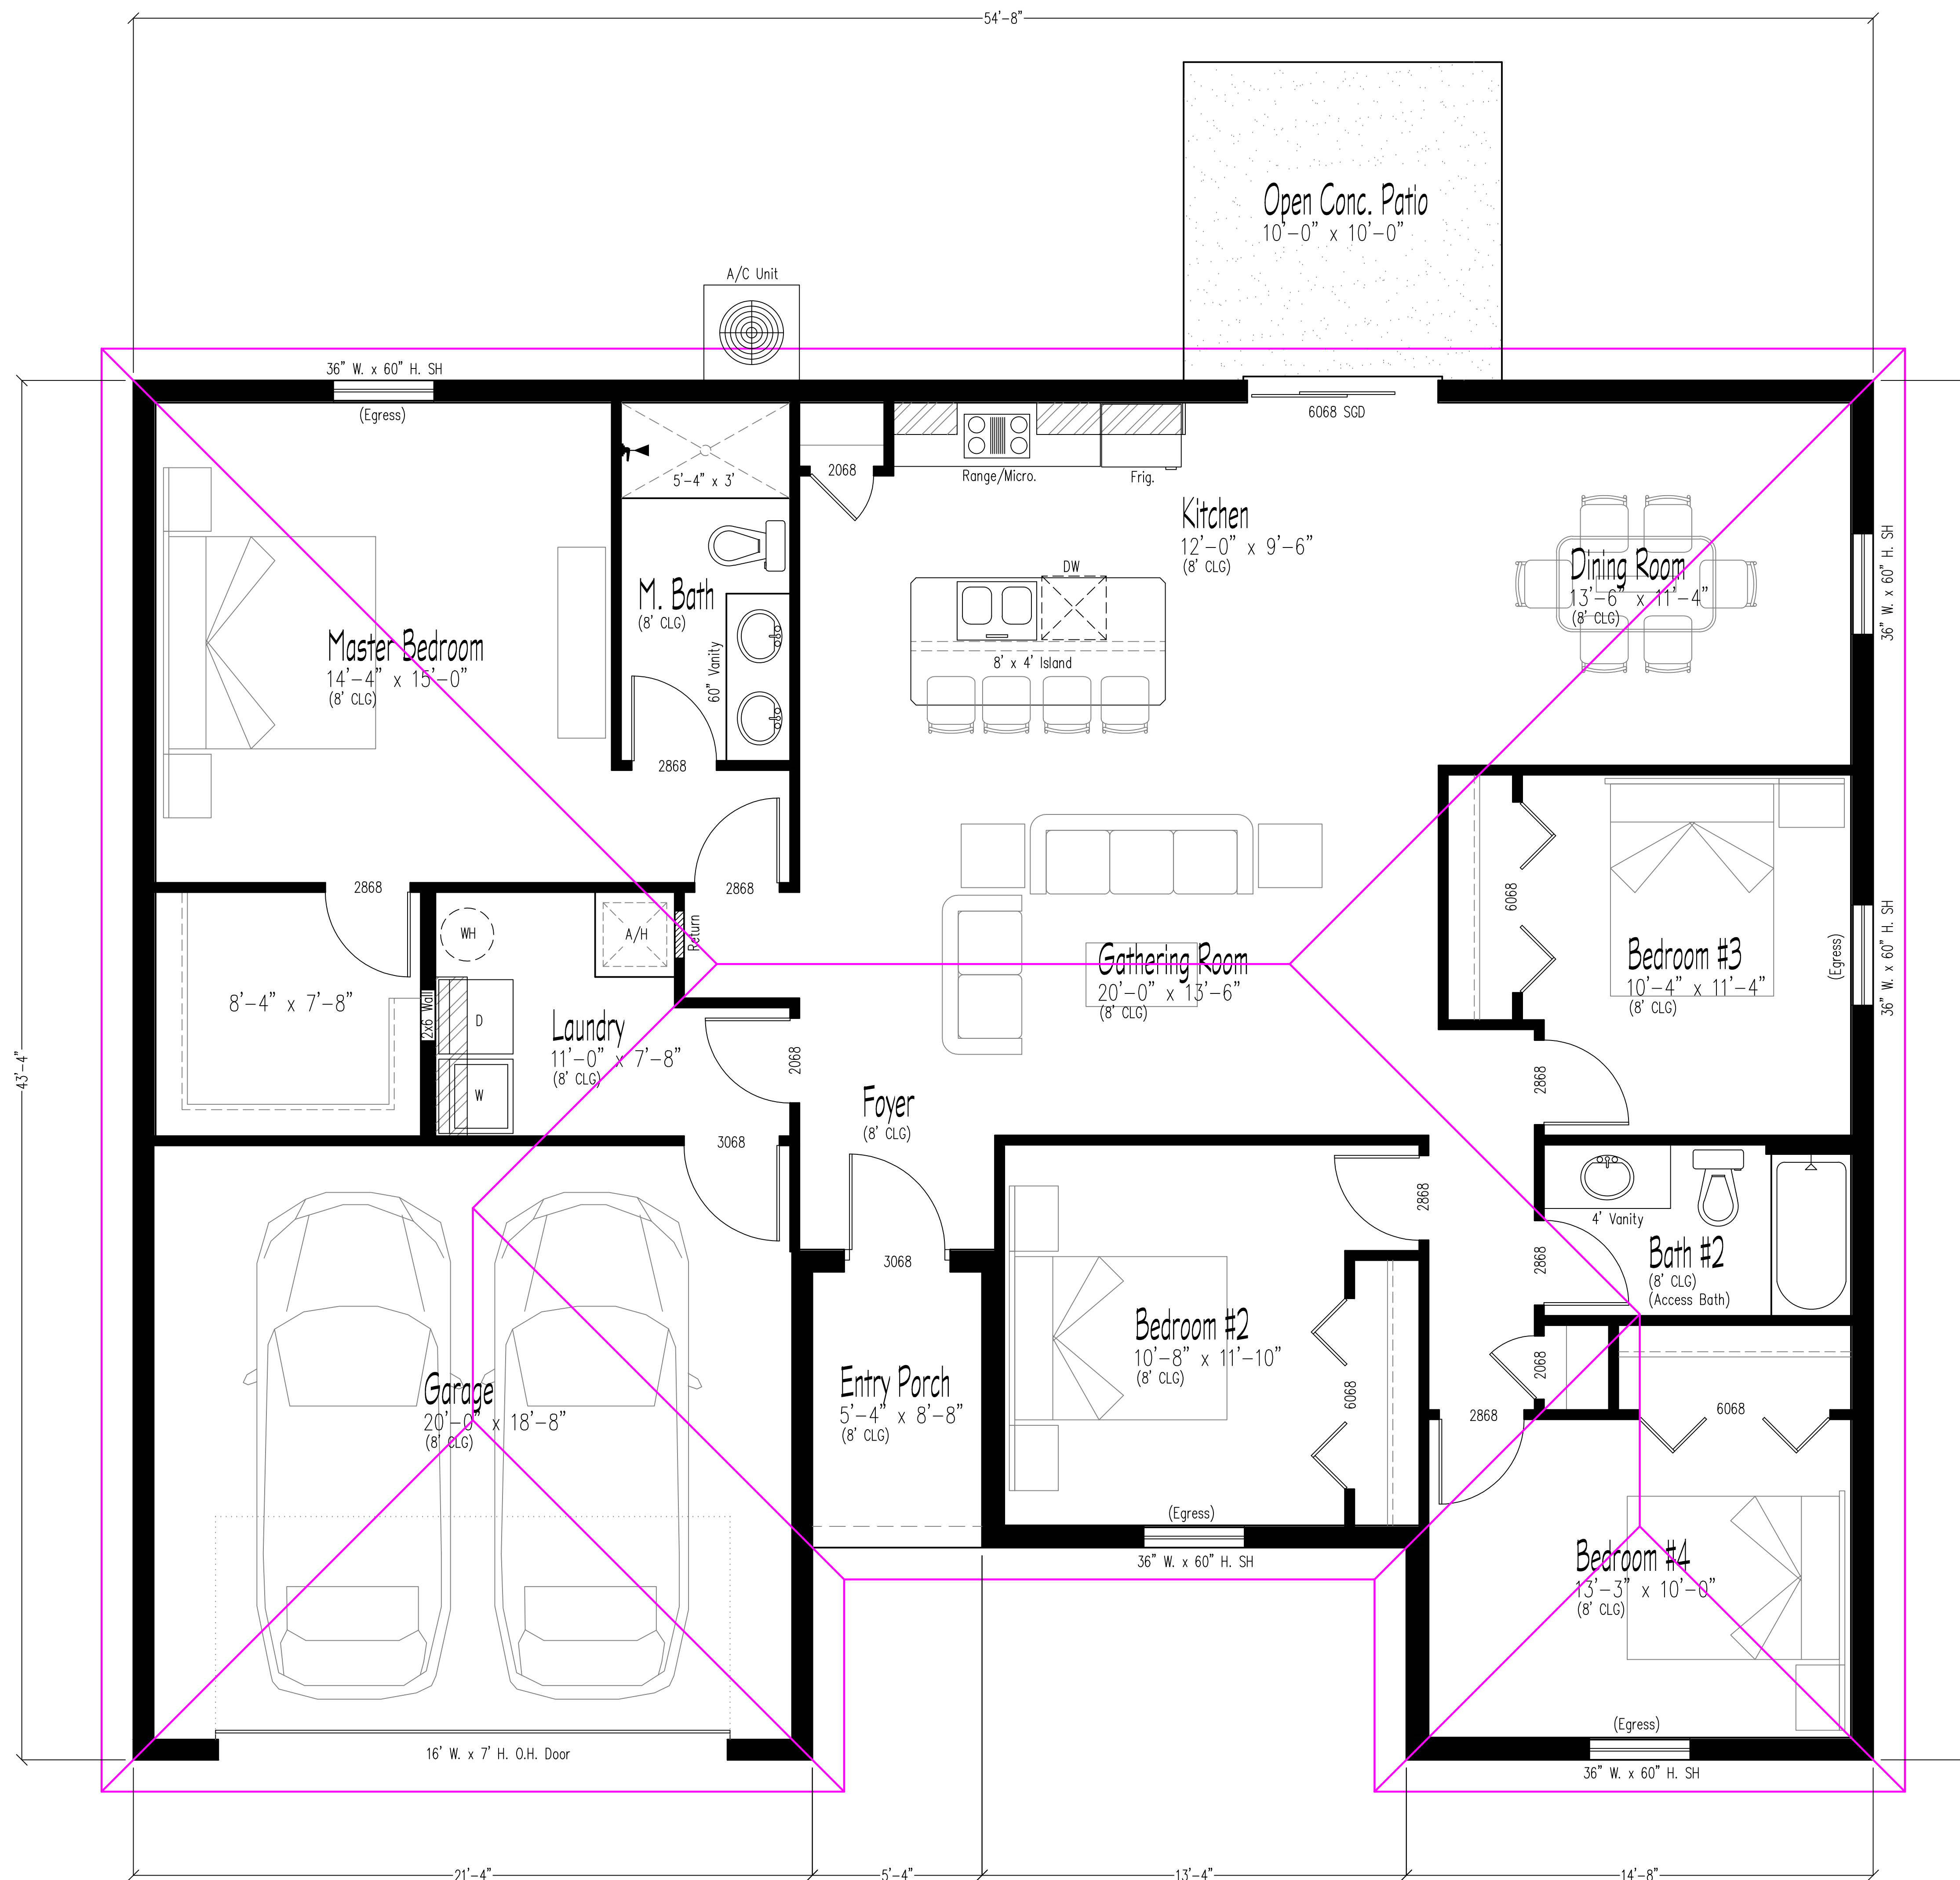 54'-8"
Open Conc. Patio
10'-0" x 10'-0"
A/C Unit
36" W. x 60" H. SH
(Egress)
6068 SGD
2068
Range/Micro.
Frig.
5'-4" x 3'
Kitchen
12'-0" x 9'-6"
(8' CLG)
DW
8' x 4' Island
Dining Room
13'-6" x 11'-4"
(8' CLG)
36" W. x 60" H. SH
M. Bath
(8' CLG)
60" Vanity
Master Bedroom
14'-4" x 15'-0"
(8' CLG)
2868
2868
2868
6068
Bedroom #3
10'-4" x 11'-4"
(8' CLG)
(Egress)
36" W. x 60" H. SH
WH
A/H
Return
Gathering Room
20'-0" x 13'-6"
(8' CLG)
8'-4" x 7'-8"
2x6 Wall
D
W
Laundry
11'-0" x 7'-8"
(8' CLG)
2068
43'-4"
2868
Foyer
(8' CLG)
3068
3068
2868
4' Vanity
2868
Bath #2
(8' CLG)
(Access Bath)
Bedroom #2
10'-8" x 11'-10"
(8' CLG)
6068
2068
2868
6068
Garage
20'-0" x 18'-8"
(8' CLG)
Entry Porch
5'-4" x 8'-8"
(8' CLG)
(Egress)
36" W. x 60" H. SH
Bedroom #4
13'-3" x 10'-0"
(8' CLG)
(Egress)
36" W. x 60" H. SH
16' W. x 7' H. O.H. Door
21'-4"
5'-4"
13'-4"
14'-8"